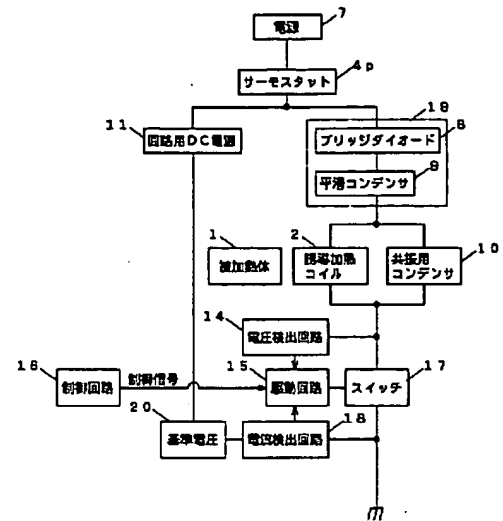 7
電源
4p
サーモスタット
11
回路用DC電源
19
8
ブリッジダイオード
9
平滑コンデンサ
1
被加熱体
2
誘導加熱
コイル
10
共振用
コンデンサ
14
電圧検出回路
16
制御回路
制御信号
15
駆動回路
17
スイッチ
20
基準電圧
電流検出回路
18